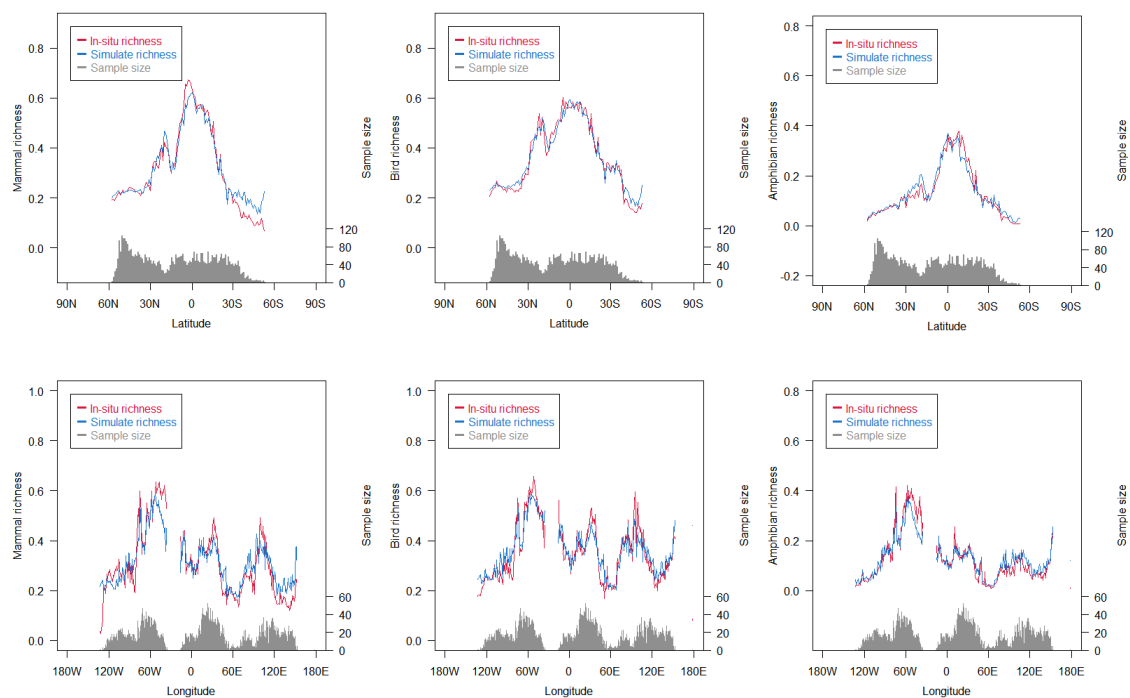 In-situ richness
Simulate richness
Sample size
Mammal richness
0.8
0.6
0.4
0.2
0.0
Sample size
120
80
40
0
90N 60N 30N 0 30S 60S 90S
Latitude
In-situ richness
Simulate richness
Sample size
Bird richness
0.8
0.6
0.4
0.2
0.0
Sample size
120
80
40
0
90N 60N 30N 0 30S 60S 90S
Latitude
In-situ richness
Simulate richness
Sample size
Amphibian richness
0.8
0.6
0.4
0.2
0.0
-0.2
Sample size
120
80
40
0
90N 60N 30N 0 30S 60S 90S
Latitude
In-situ richness
Simulate richness
Sample size
Mammal richness
1.0
0.8
0.6
0.4
0.2
0.0
Sample size
60
40
20
0
180W 120W 60W 0 60E 120E 180E
Longitude
In-situ richness
Simulate richness
Sample size
Bird richness
1.0
0.8
0.6
0.4
0.2
0.0
Sample size
60
40
20
0
180W 120W 60W 0 60E 120E 180E
Longitude
In-situ richness
Simulate richness
Sample size
Amphibian richness
0.8
0.6
0.4
0.2
0.0
Sample size
60
40
20
0
180W 120W 60W 0 60E 120E 180E
Longitude